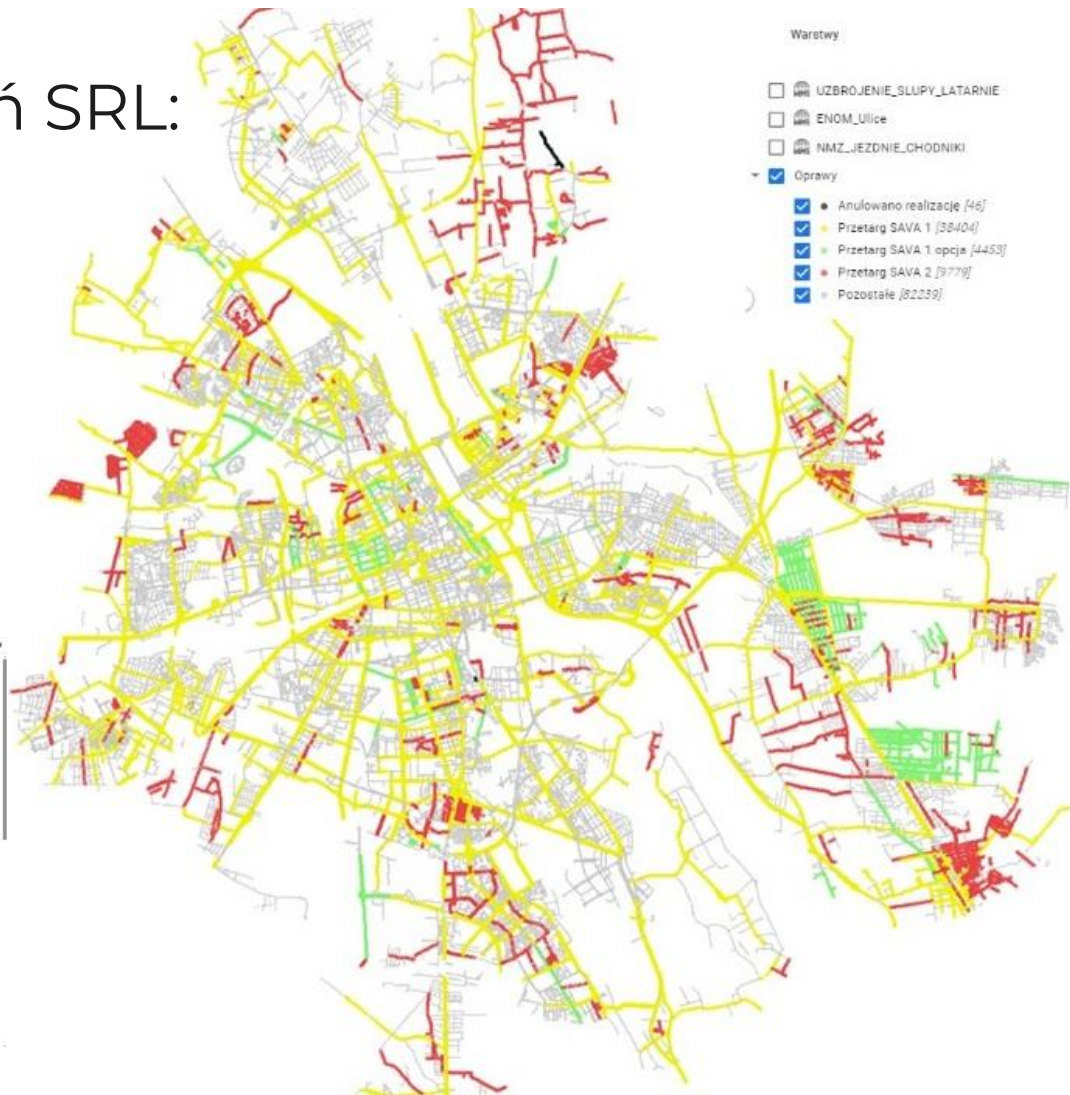 ń SRL:
Warstwy
UZBROJENIE_SLUPY_LATARNIE
ENOM_Ulice
NMZ_JEZDNIE_CHODNIKI
Oprawy
Anulowano realizację [46]
Przetarg SAVA 1 [38404]
Przetarg SAVA 1 opcja [4453]
Przetarg SAVA 2 [9779]
Pozostałe [82239]